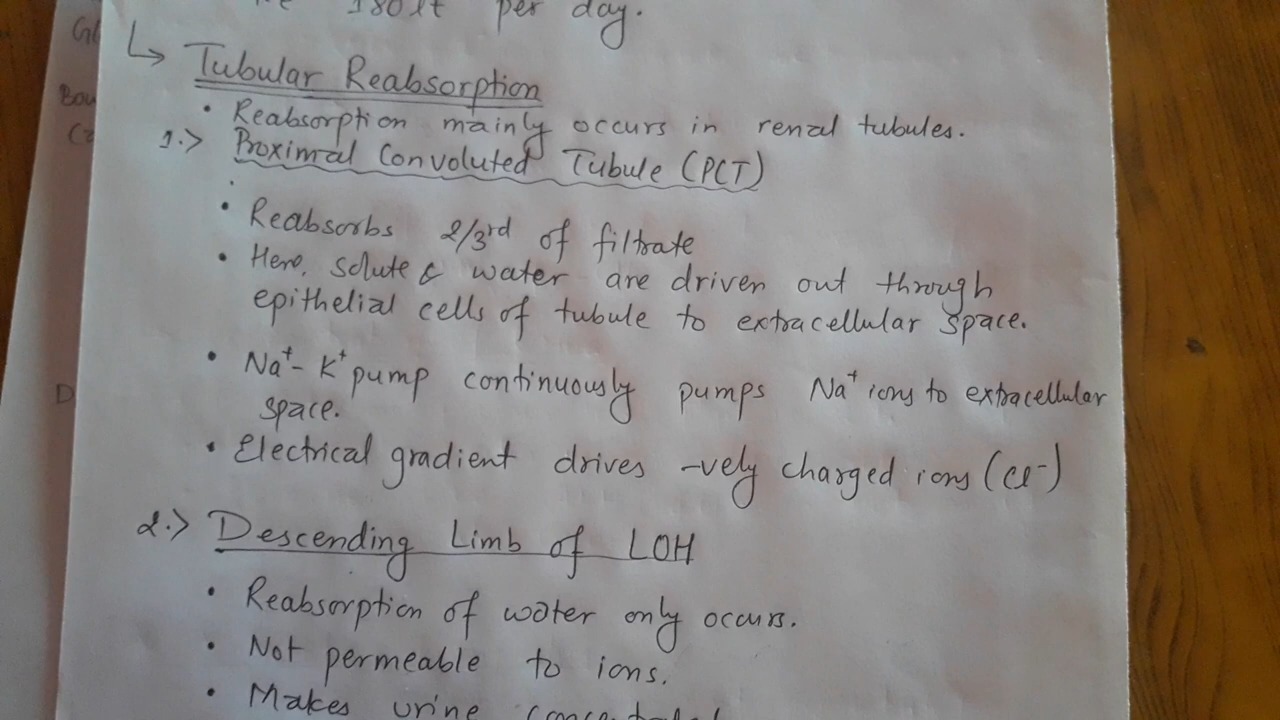 180 lt per day.
↳ Tubular Reabsorption
• Reabsorption mainly occurs in renal tubules.
1.> Proximal Convoluted Tubule (PCT)
• Reabsorbs 2/3rd of filtrate
• Here, solute & water are driven out through
epithelial cells of tubule to extracellular space.
• Na⁺- K⁺ pump continuously pumps Na⁺ ions to extracellular
space.
• Electrical gradient drives -vely charged ions (Cl⁻)
2.> Descending Limb of LOH
• Reabsorption of water only occurs.
• Not permeable to ions.
• Makes urine concentrated